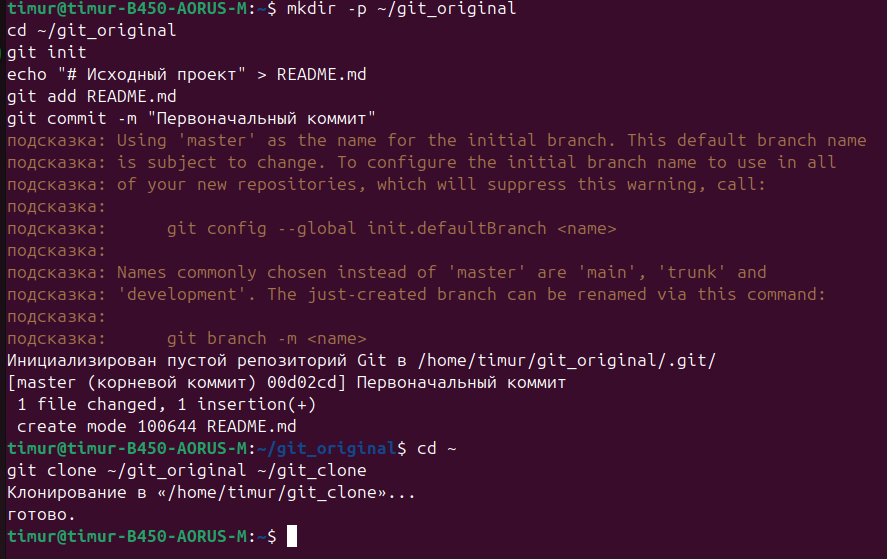 timur@timur-B450-AORUS-M:~$ mkdir -p ~/git_original
cd ~/git_original
git init
echo "# Исходный проект" > README.md
git add README.md
git commit -m "Первоначальный коммит"
подсказка: Using 'master' as the name for the initial branch. This default branch name
подсказка: is subject to change. To configure the initial branch name to use in all
подсказка: of your new repositories, which will suppress this warning, call:
подсказка:
подсказка:      git config --global init.defaultBranch <name>
подсказка:
подсказка: Names commonly chosen instead of 'master' are 'main', 'trunk' and
подсказка: 'development'. The just-created branch can be renamed via this command:
подсказка:
подсказка:      git branch -m <name>
Инициализирован пустой репозиторий Git в /home/timur/git_original/.git/
[master (корневой коммит) 00d02cd] Первоначальный коммит
 1 file changed, 1 insertion(+)
 create mode 100644 README.md
timur@timur-B450-AORUS-M:~/git_original$ cd ~
git clone ~/git_original ~/git_clone
Клонирование в «/home/timur/git_clone»...
готово.
timur@timur-B450-AORUS-M:~$